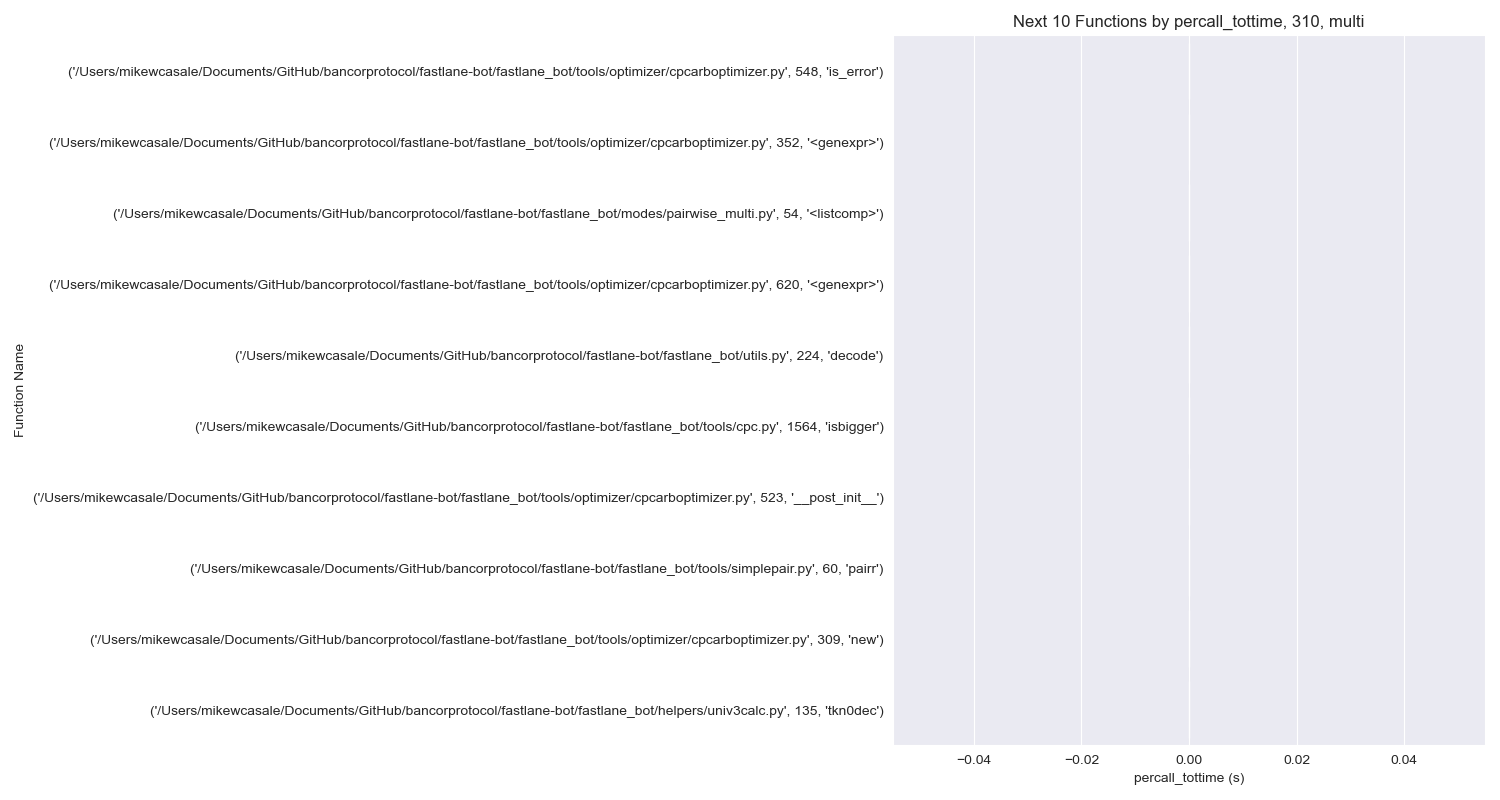 Next 10 Functions by percall_tottime, 310, multi
('/Users/mikewcasale/Documents/GitHub/bancorprotocol/fastlane-bot/fastlane_bot/tools/optimizer/cpcarboptimizer.py', 548, 'is_error')
('/Users/mikewcasale/Documents/GitHub/bancorprotocol/fastlane-bot/fastlane_bot/tools/optimizer/cpcarboptimizer.py', 352, '<genexpr>')
('/Users/mikewcasale/Documents/GitHub/bancorprotocol/fastlane-bot/fastlane_bot/modes/pairwise_multi.py', 54, '<listcomp>')
('/Users/mikewcasale/Documents/GitHub/bancorprotocol/fastlane-bot/fastlane_bot/tools/optimizer/cpcarboptimizer.py', 620, '<genexpr>')
('/Users/mikewcasale/Documents/GitHub/bancorprotocol/fastlane-bot/fastlane_bot/utils.py', 224, 'decode')
('/Users/mikewcasale/Documents/GitHub/bancorprotocol/fastlane-bot/fastlane_bot/tools/cpc.py', 1564, 'isbigger')
('/Users/mikewcasale/Documents/GitHub/bancorprotocol/fastlane-bot/fastlane_bot/tools/optimizer/cpcarboptimizer.py', 523, '__post_init__')
('/Users/mikewcasale/Documents/GitHub/bancorprotocol/fastlane-bot/fastlane_bot/tools/simplepair.py', 60, 'pairr')
('/Users/mikewcasale/Documents/GitHub/bancorprotocol/fastlane-bot/fastlane_bot/tools/optimizer/cpcarboptimizer.py', 309, 'new')
('/Users/mikewcasale/Documents/GitHub/bancorprotocol/fastlane-bot/fastlane_bot/helpers/univ3calc.py', 135, 'tkn0dec')
Function Name
−0.04 −0.02 0.00 0.02 0.04
percall_tottime (s)